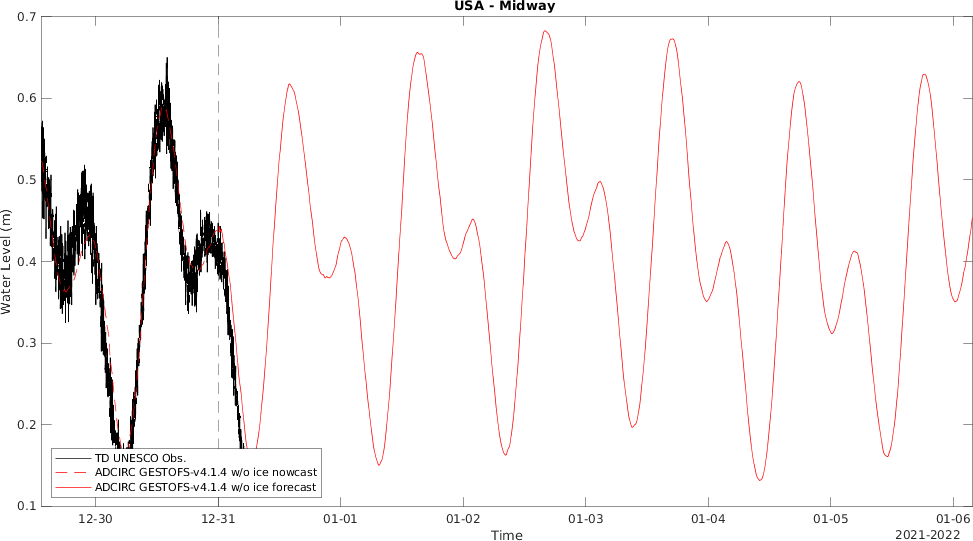 USA - Midway
0.7
0.6
0.5
0.4
0.3
0.2
0.1
Water Level (m)
TD UNESCO Obs.
ADCIRC GESTOFS-v4.1.4 w/o ice nowcast
ADCIRC GESTOFS-v4.1.4 w/o ice forecast
12-30 12-31 01-01 01-02 01-03 01-04 01-05 01-06
Time
2021-2022